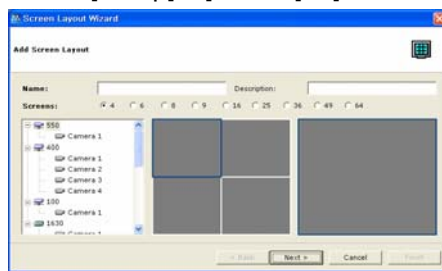 Screen Layout Wizard
Add Screen Layout
Name: Description:
Screens: 4 6 8 9 16 25 36 49 64
550
Camera 1
400
Camera 1
Camera 2
Camera 3
Camera 4
100
Camera 1
1630
Camera 1
< Back Next > Cancel Finish